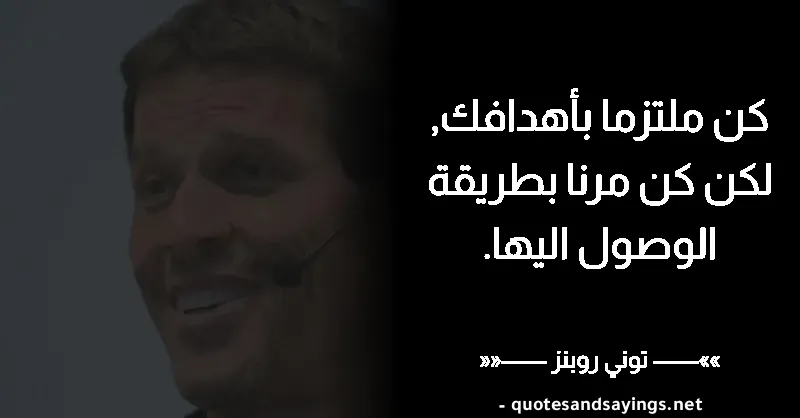 كن ملتزما بأهدافك,
لكن كن مرنا بطريقة
الوصول اليها.
»»—— توني روبنز ——««
- quotesandsayings.net